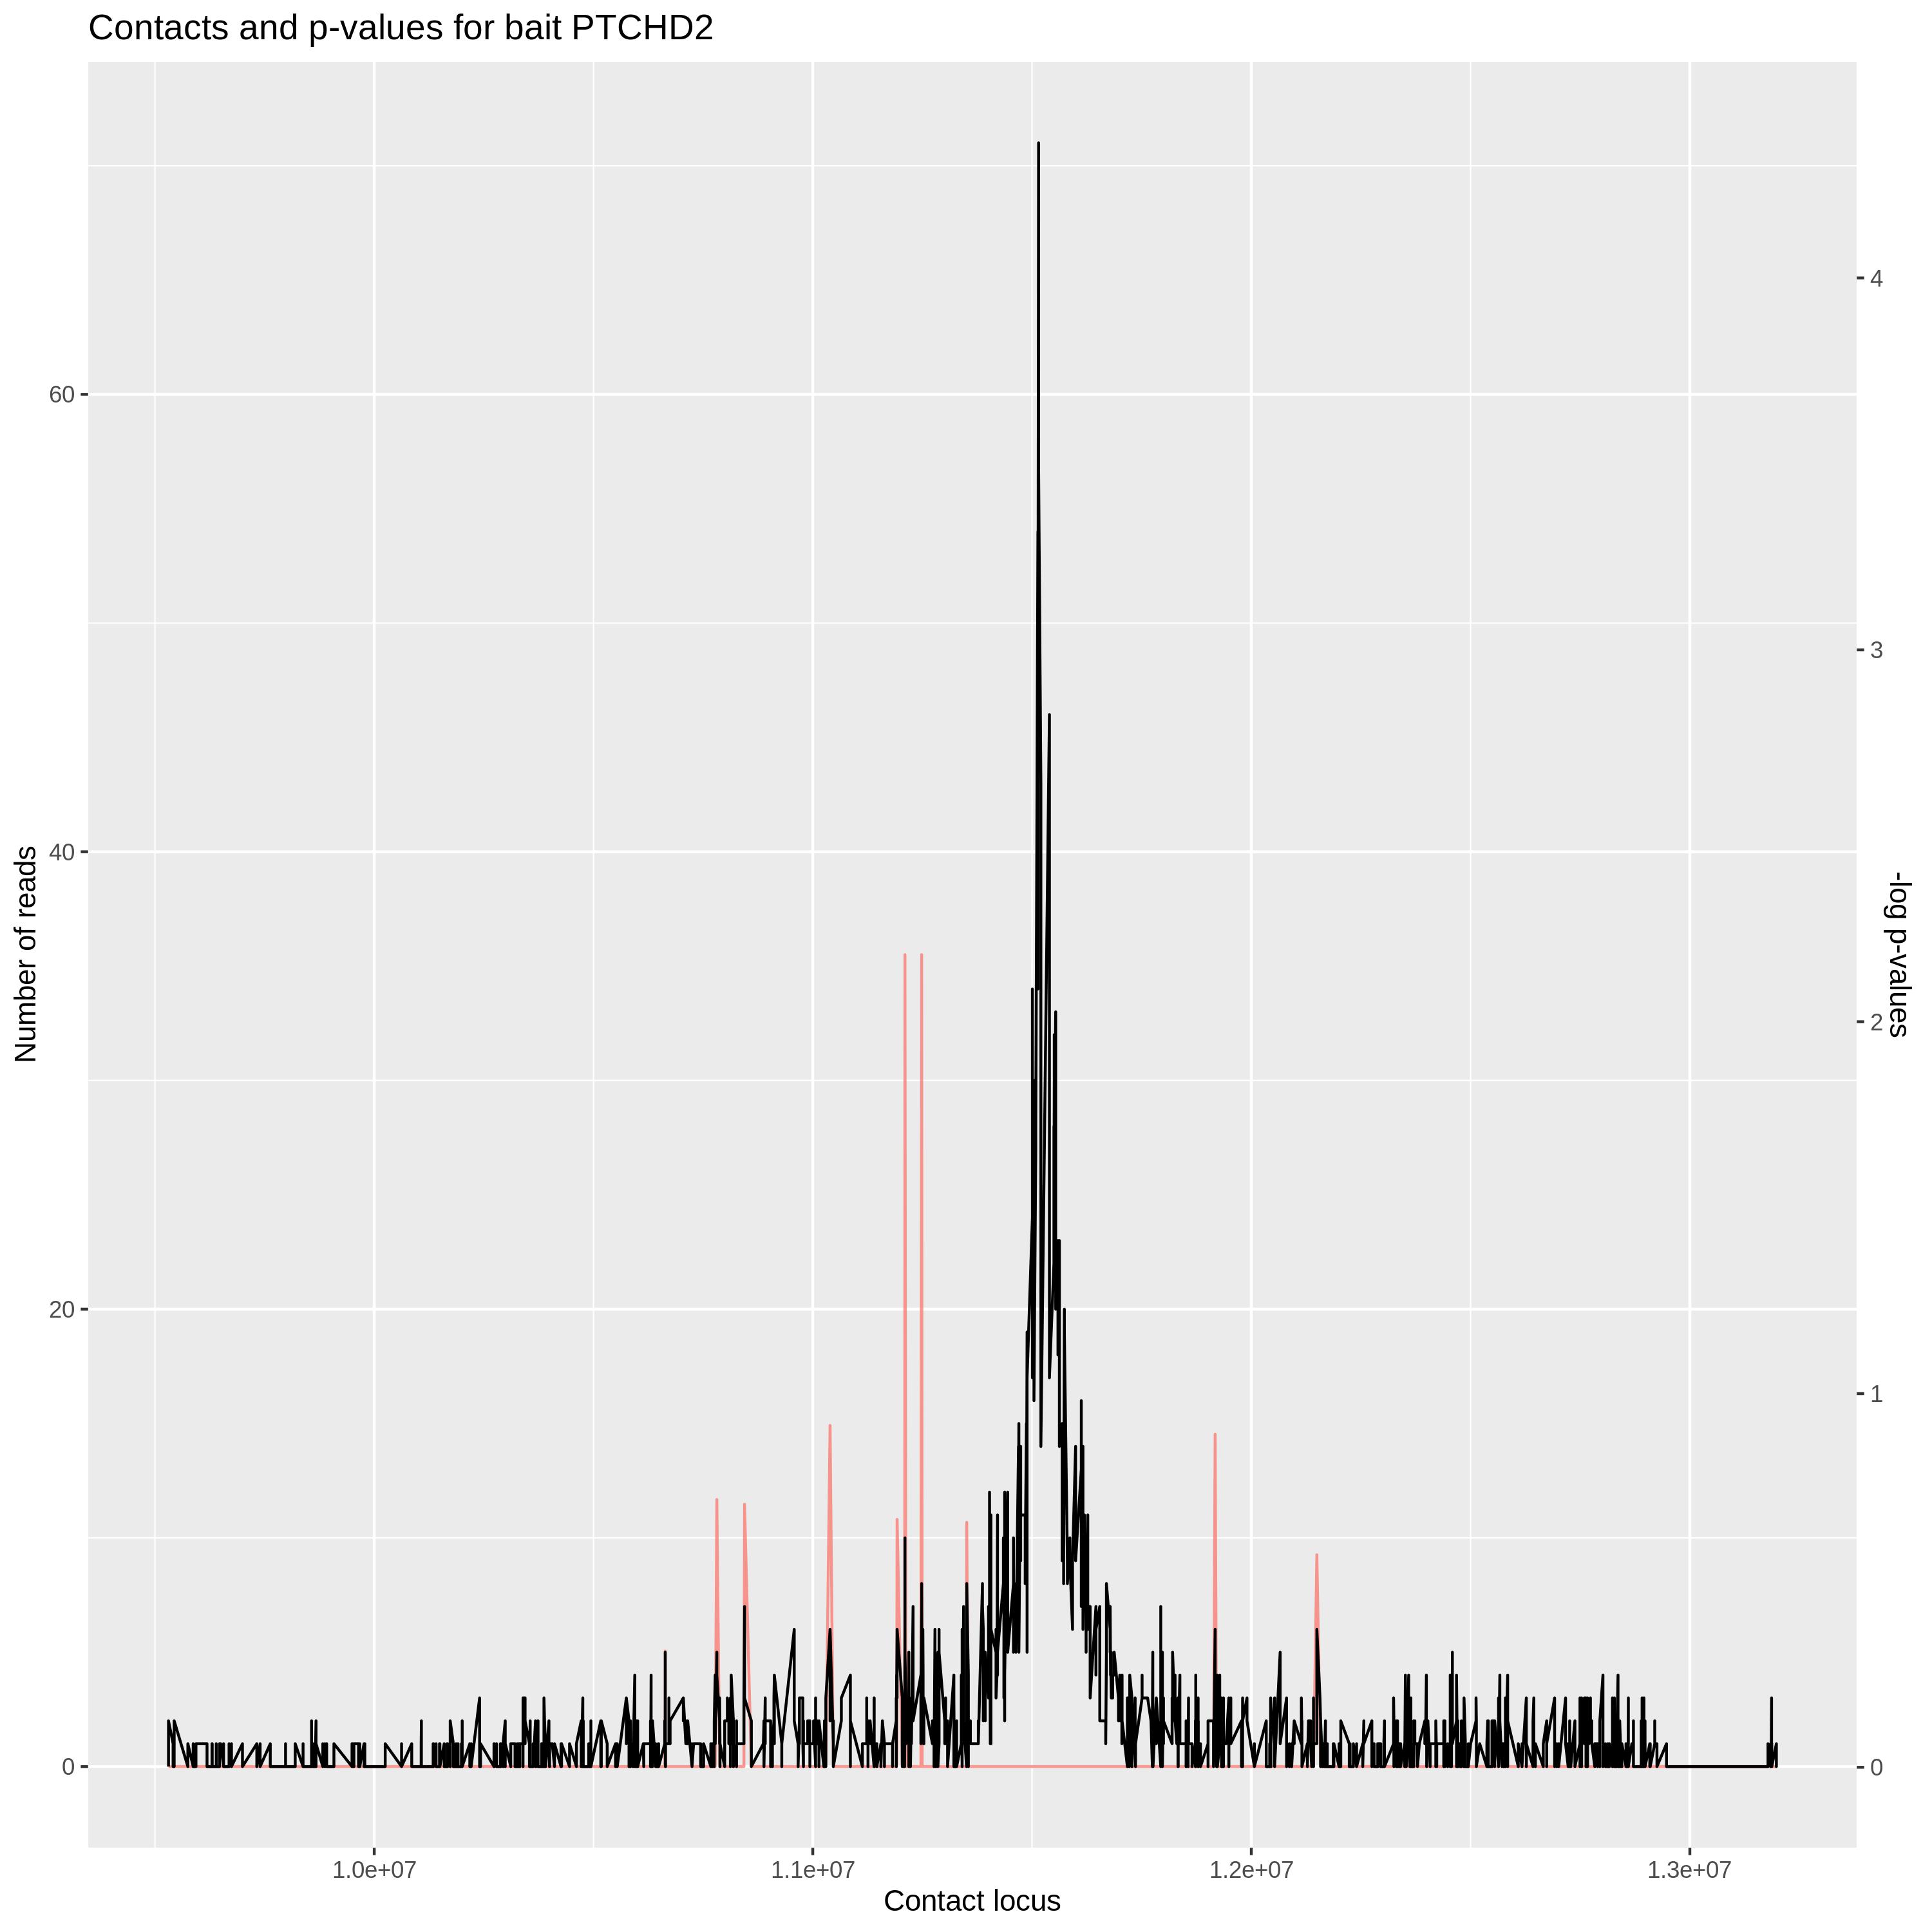 Contacts and p-values for bait PTCHD2
Number of reads
60
40
20
0
4
3
2
1
0
-log p-values
1.0e+07
1.1e+07
1.2e+07
1.3e+07
Contact locus